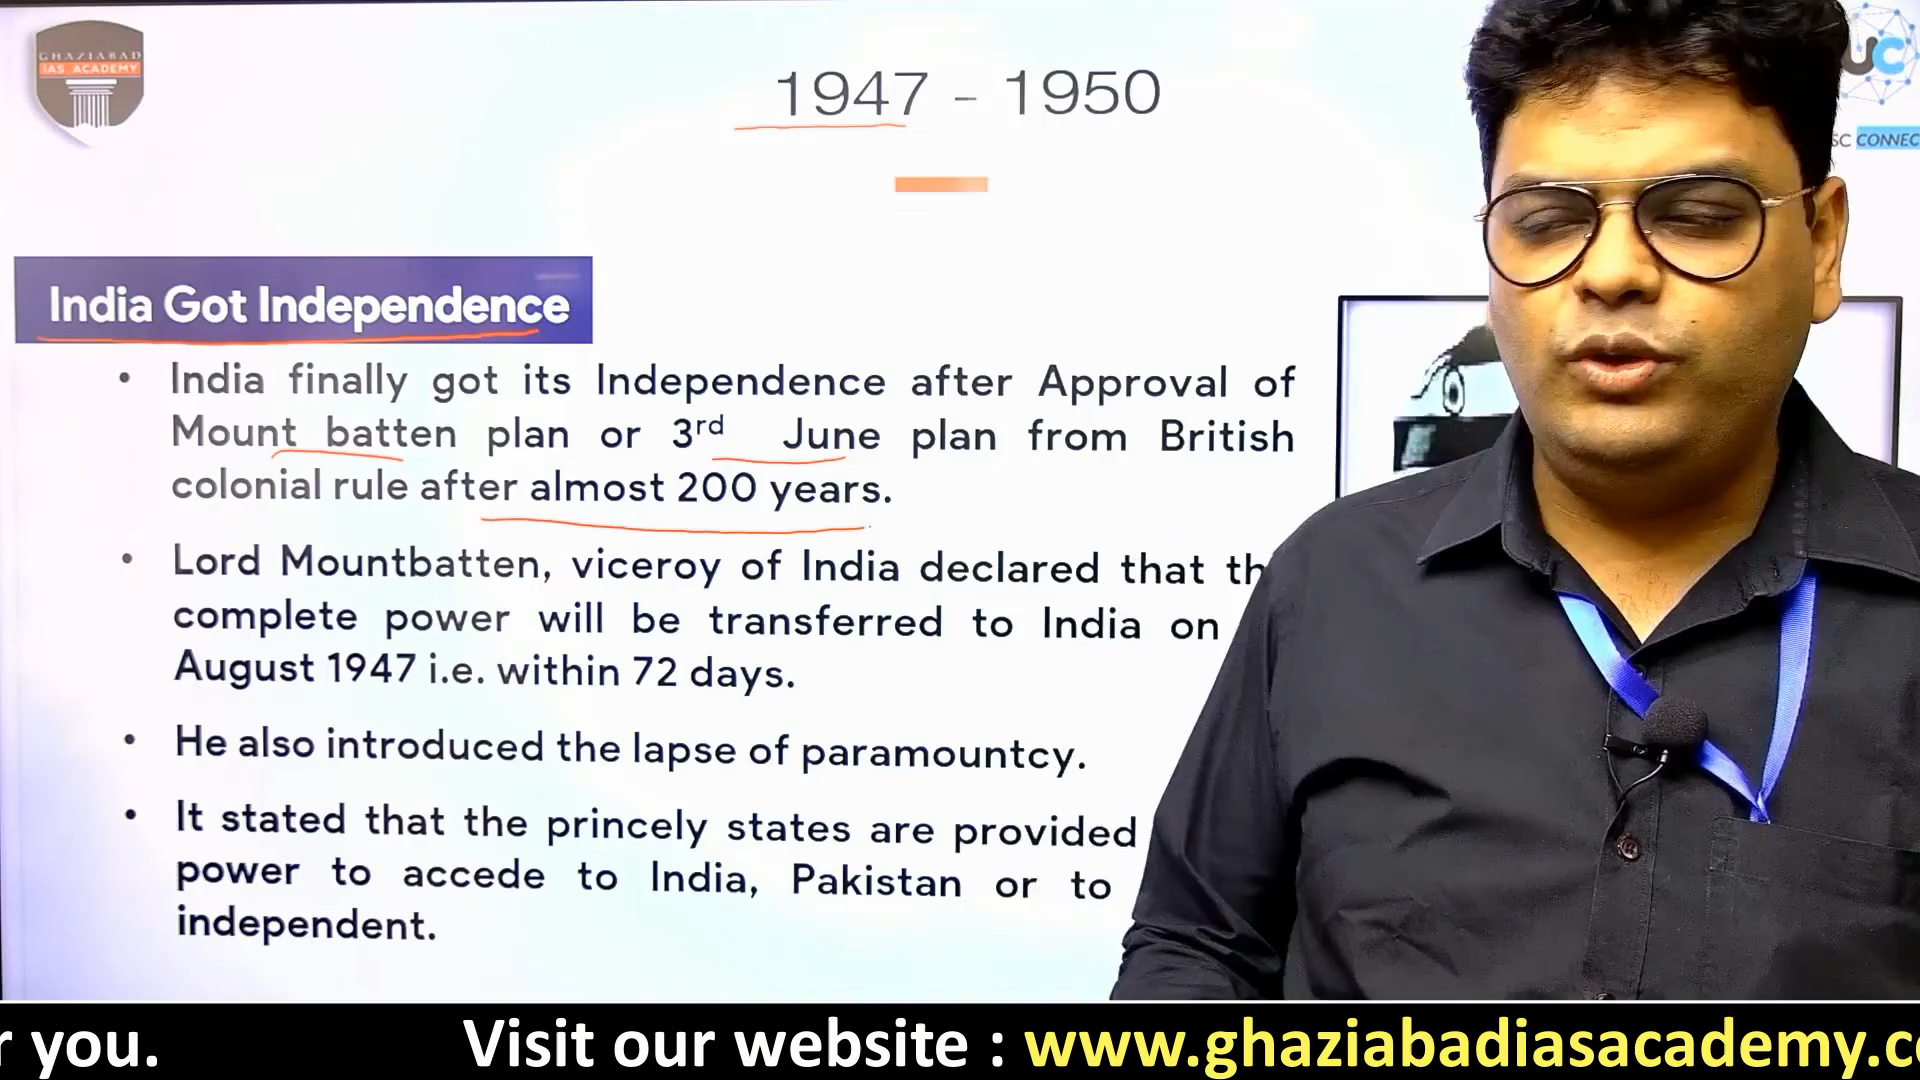 GHAZIABAD
IAS ACADEMY
1947 - 1950
UC
SC CONNEC
India Got Independence
• India finally got its Independence after Approval of
Mount batten plan or 3rd June plan from British
colonial rule after almost 200 years.
• Lord Mountbatten, viceroy of India declared that th
complete power will be transferred to India on
August 1947 i.e. within 72 days.
• He also introduced the lapse of paramountcy.
• It stated that the princely states are provided
power to accede to India, Pakistan or to
independent.
r you. Visit our website : www.ghaziabadiasacademy.c